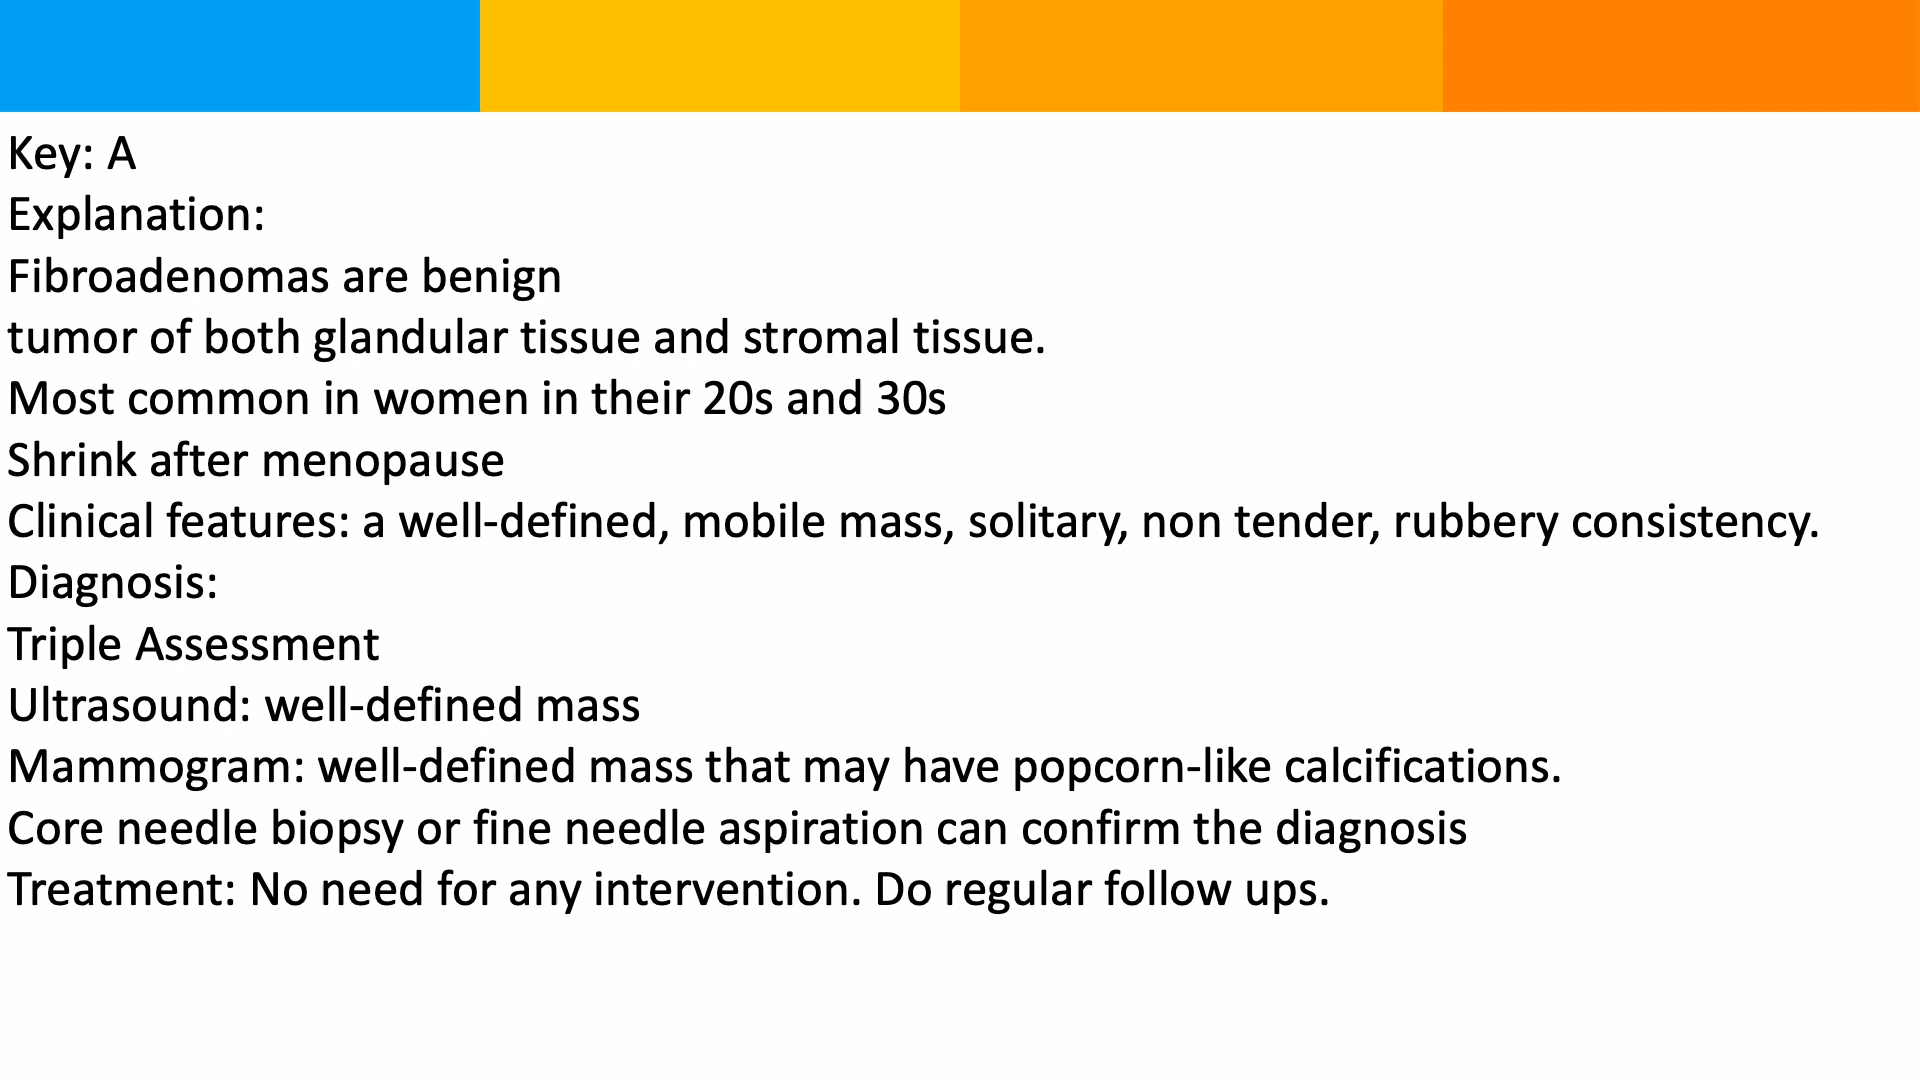 Key: A
Explanation:
Fibroadenomas are benign
tumor of both glandular tissue and stromal tissue.
Most common in women in their 20s and 30s
Shrink after menopause
Clinical features: a well-defined, mobile mass, solitary, non tender, rubbery consistency.
Diagnosis:
Triple Assessment
Ultrasound: well-defined mass
Mammogram: well-defined mass that may have popcorn-like calcifications.
Core needle biopsy or fine needle aspiration can confirm the diagnosis
Treatment: No need for any intervention. Do regular follow ups.